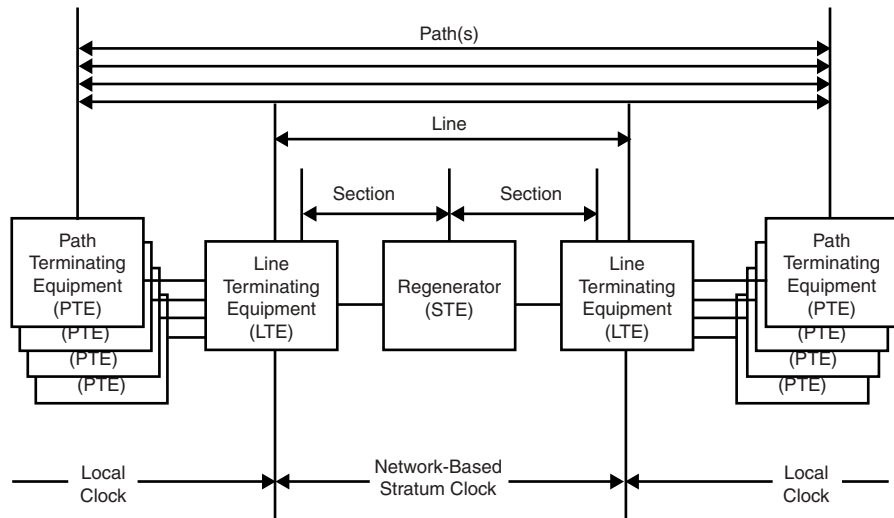 Path(s)
Line
Section
Section
Path
Terminating
Equipment
(PTE)
(PTE)
(PTE)
(PTE)
Line
Terminating
Equipment
(LTE)
Regenerator
(STE)
Line
Terminating
Equipment
(LTE)
Path
Terminating
Equipment
(PTE)
(PTE)
(PTE)
(PTE)
Local
Clock
Network-Based
Stratum Clock
Local
Clock